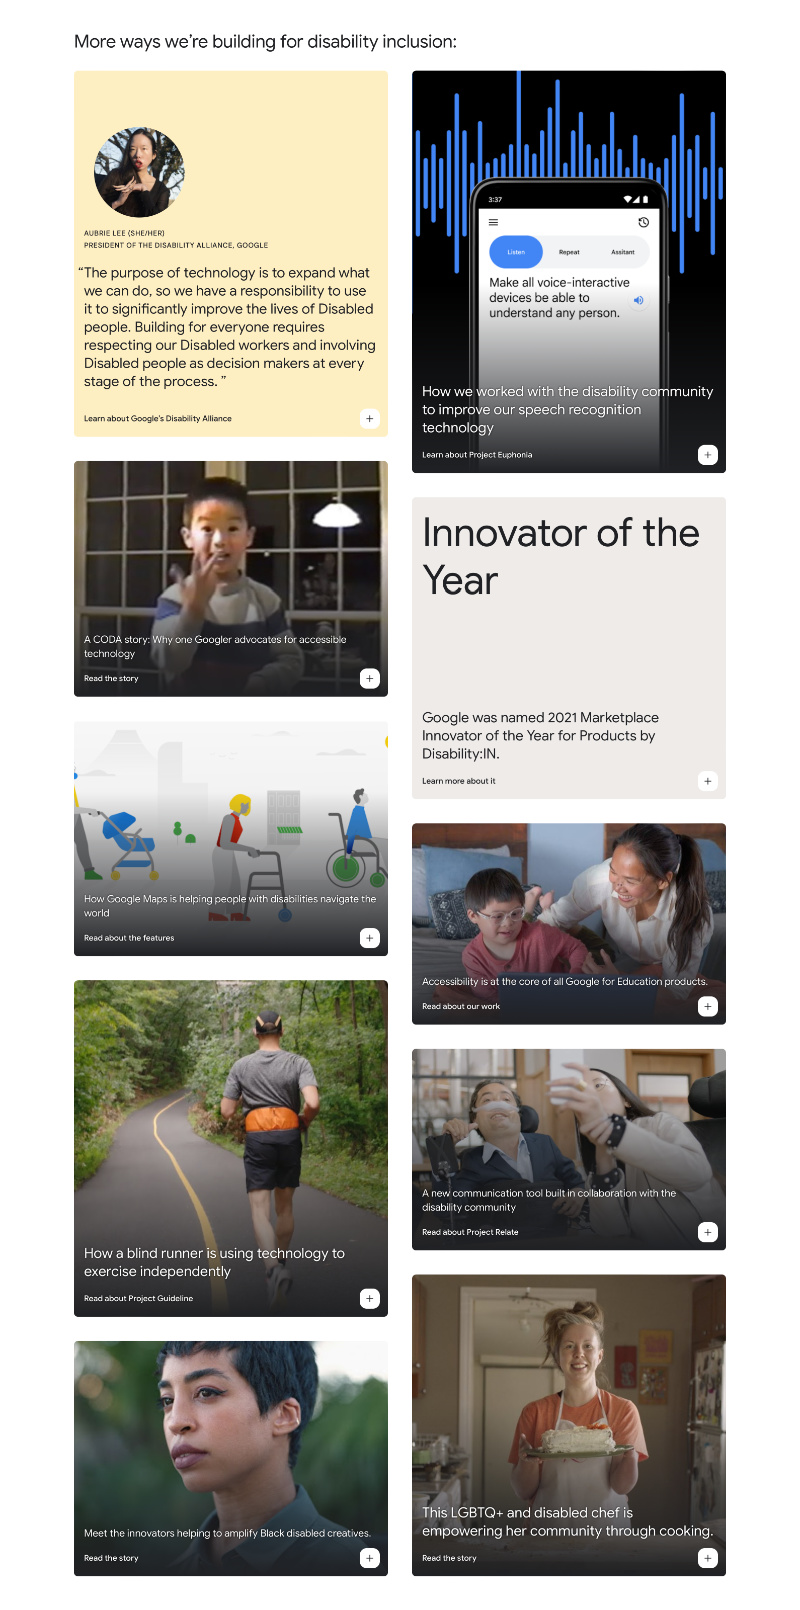 More ways we’re building for disability inclusion:
AUBRIE LEE (SHE/HER)
PRESIDENT OF THE DISABILITY ALLIANCE, GOOGLE
“The purpose of technology is to expand what
we can do, so we have a responsibility to use
it to significantly improve the lives of Disabled
people. Building for everyone requires
respecting our Disabled workers and involving
Disabled people as decision makers at every
stage of the process. ”
Learn about Google's Disability Alliance
A CODA story: Why one Googler advocates for accessible
technology
Read the story
How Google Maps is helping people with disabilities navigate the
world
Read about the features
How a blind runner is using technology to
exercise independently
Read about Project Guideline
Meet the innovators helping to amplify Black disabled creatives.
Read the story
3:37
Listen Repeat Assitant
Make all voice-interactive
devices be able to
understand any person.
How we worked with the disability community
to improve our speech recognition
technology
Learn about Project Euphonia
Innovator of the
Year
Google was named 2021 Marketplace
Innovator of the Year for Products by
Disability:IN.
Learn more about it
Accessibility is at the core of all Google for Education products.
Read about our work
A new communication tool built in collaboration with the
disability community
Read about Project Relate
This LGBTQ+ and disabled chef is
empowering her community through cooking.
Read the story